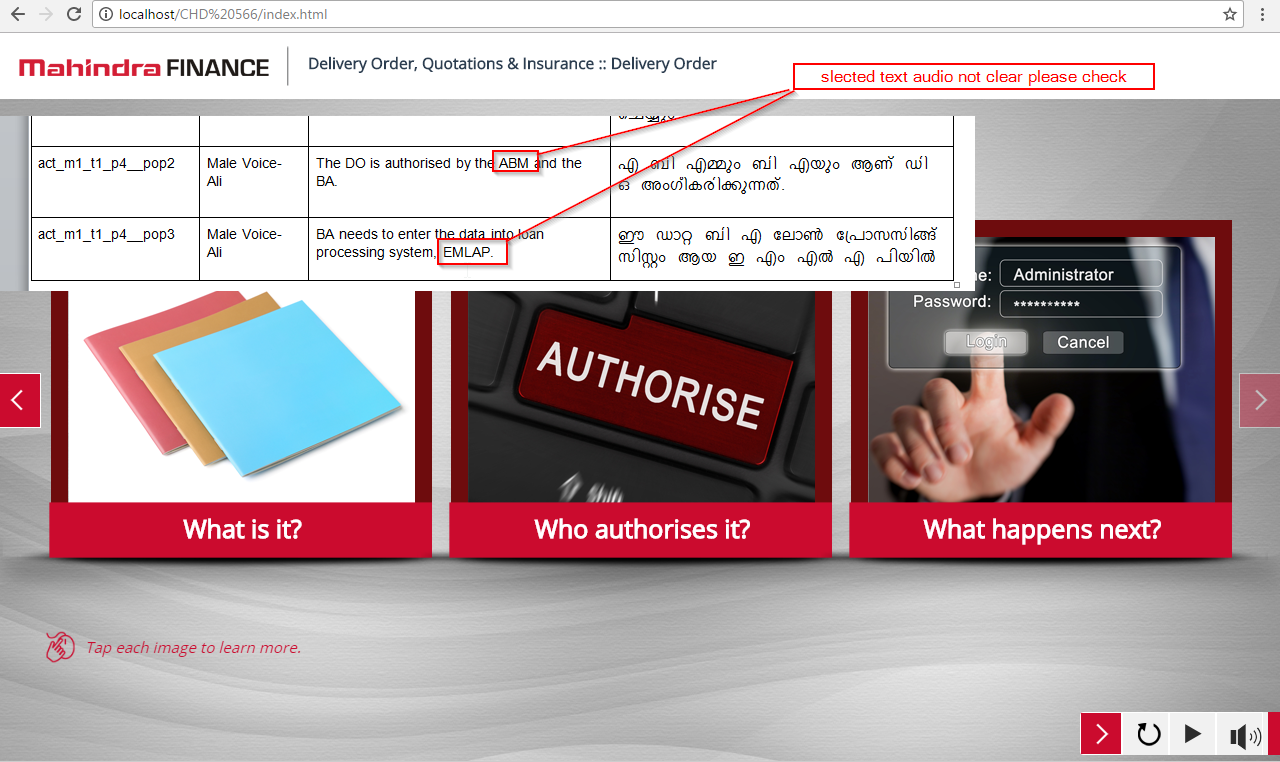 localhost/CHD%20566/index.html
Mahindra FINANCE
Delivery Order, Quotations & Insurance :: Delivery Order
slected text audio not clear please check
act_m1_t1_p4__pop2
Male Voice-
Ali
The DO is authorised by the ABM and the
BA.
എ ബി എമ്മും ബി എയും ആണ് ഡി
ഒ അംഗീകരിക്കുന്നത്.
act_m1_t1_p4__pop3
Male Voice-
Ali
BA needs to enter the data into loan
processing system, EMLAP.
ഈ ഡാറ്റ ബി എ ലോൺ പ്രോസസിങ്ങ്
സിസ്റ്റം ആയ ഇ എം എൽ എ പിയിൽ
me:
Administrator
Password:
**********
Login
Cancel
AUTHORISE
Shift
What is it?
Who authorises it?
What happens next?
Tap each image to learn more.